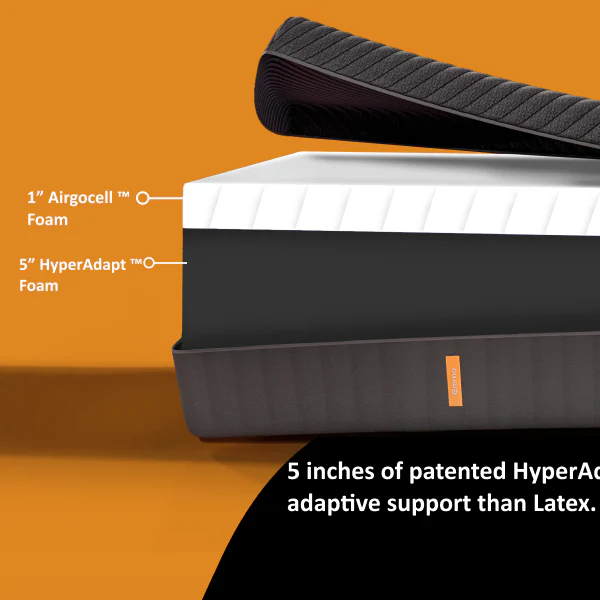 1” Airgocell ™
Foam
5” HyperAdapt ™
Foam
5 inches of patented HyperAd
adaptive support than Latex.